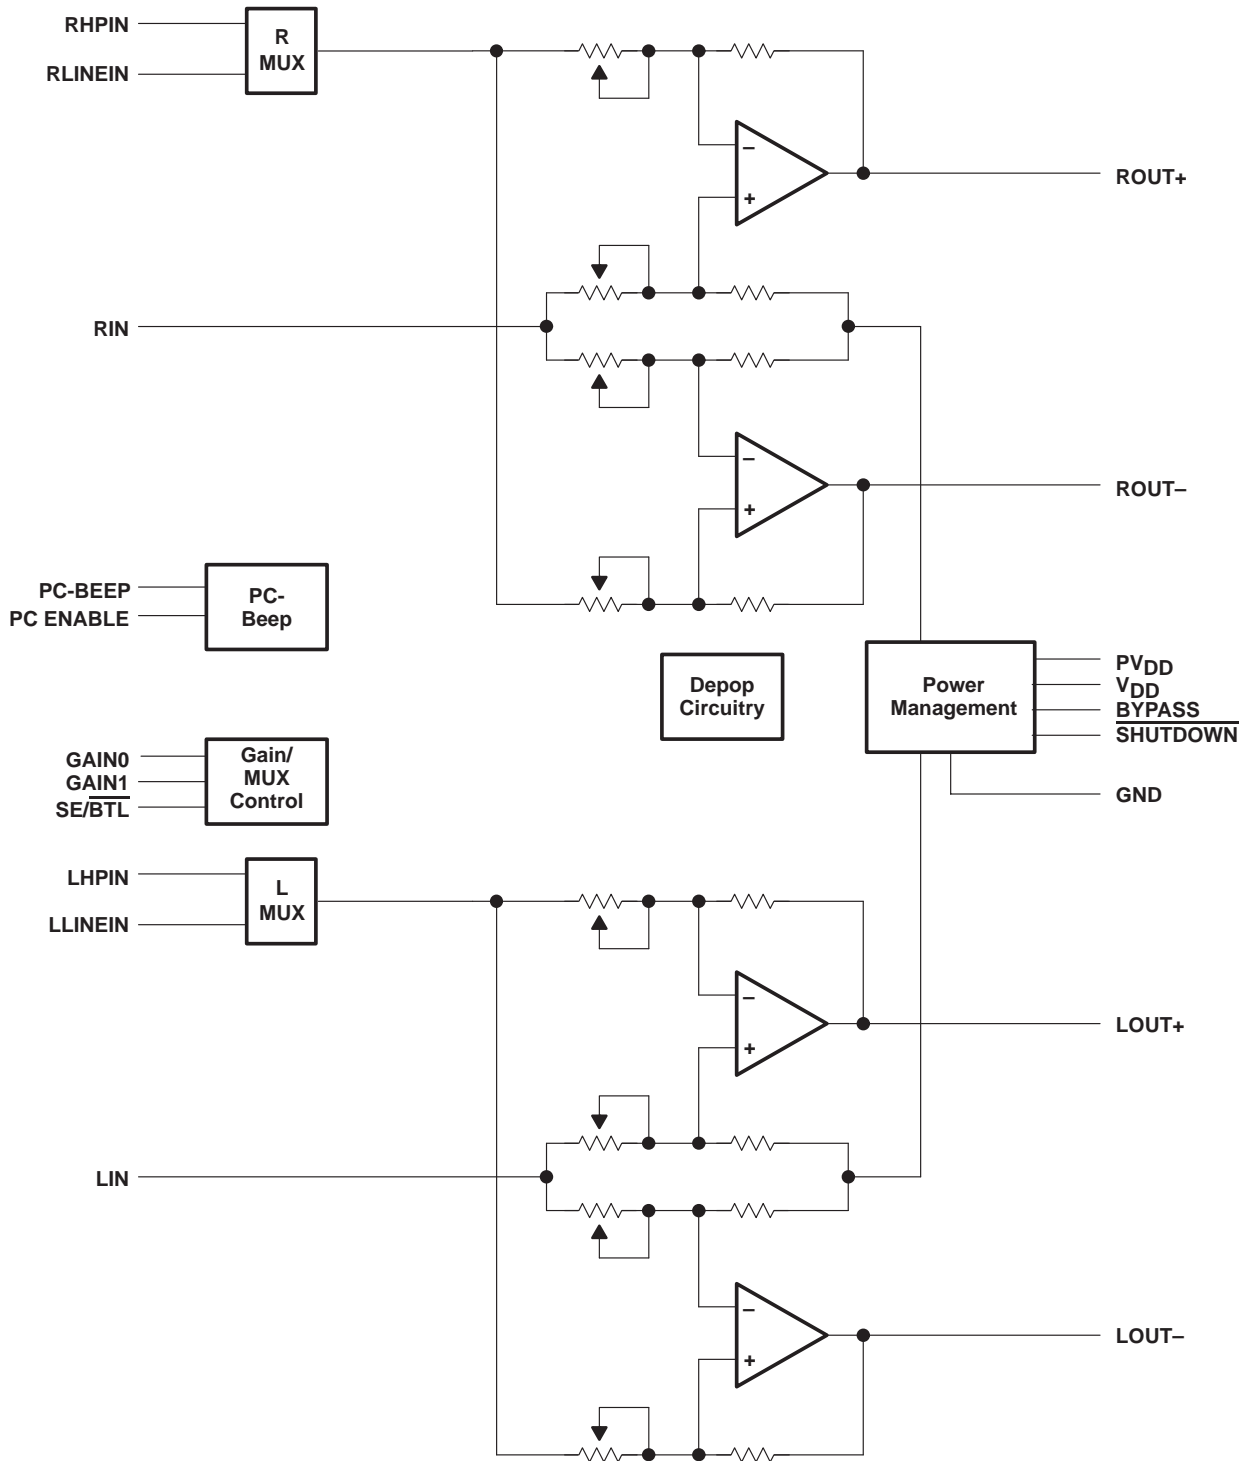 RHPIN
RLINEIN
R
MUX
−
+
ROUT+
RIN
−
+
ROUT–
PC-BEEP
PC ENABLE
PC-
Beep
Depop
Circuitry
Power
Management
PVDD
VDD
BYPASS
SHUTDOWN
GND
GAIN0
GAIN1
SE/BTL
Gain/
MUX
Control
LHPIN
LLINEIN
L
MUX
−
+
LOUT+
LIN
−
+
LOUT–